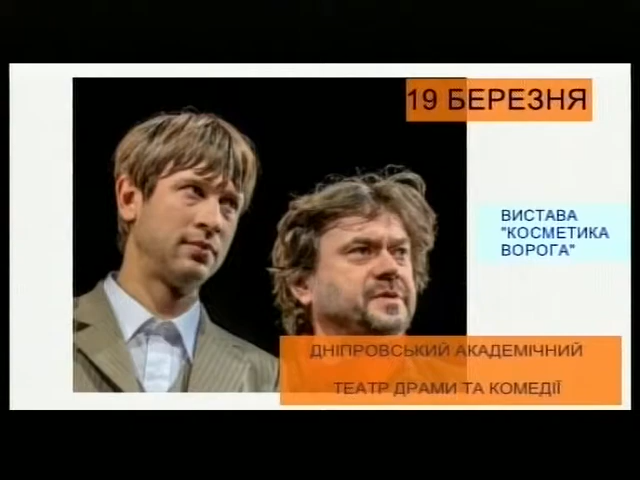 19 БЕРЕЗНЯ
ВИСТАВА
"КОСМЕТИКА
ВОРОГА"
ДНІПРОВСЬКИЙ АКАДЕМІЧНИЙ
ТЕАТР ДРАМИ ТА КОМЕДІЇ